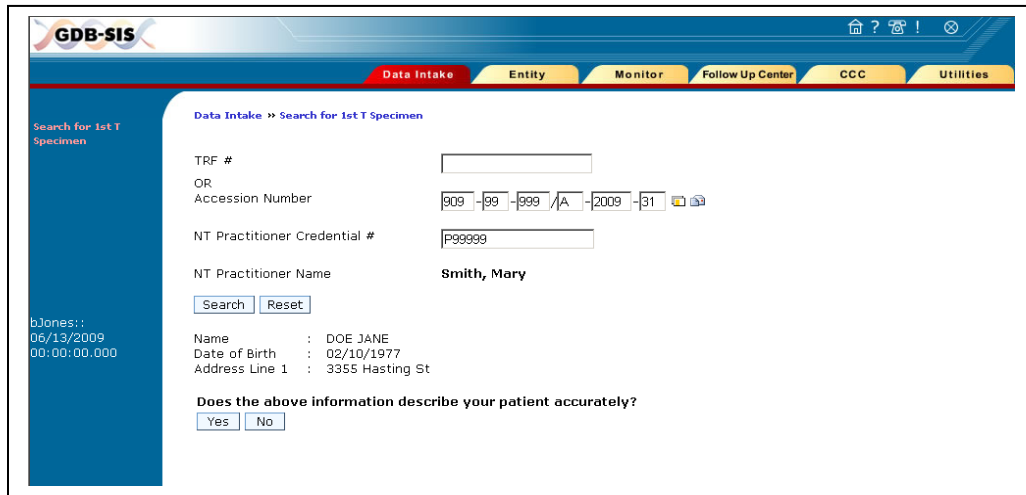 GDB-SIS
? !
Data Intake Entity Monitor Follow Up Center CCC Utilities
Search for 1st T
Specimen
Data Intake » Search for 1st T Specimen
TRF #
OR
Accession Number 909 - 99 - 999 / A - 2009 - 31
NT Practitioner Credential # P99999
NT Practitioner Name Smith, Mary
Search Reset
bJones::
06/13/2009
00:00:00.000
Name : DOE JANE
Date of Birth : 02/10/1977
Address Line 1 : 3355 Hasting St
Does the above information describe your patient accurately?
Yes No